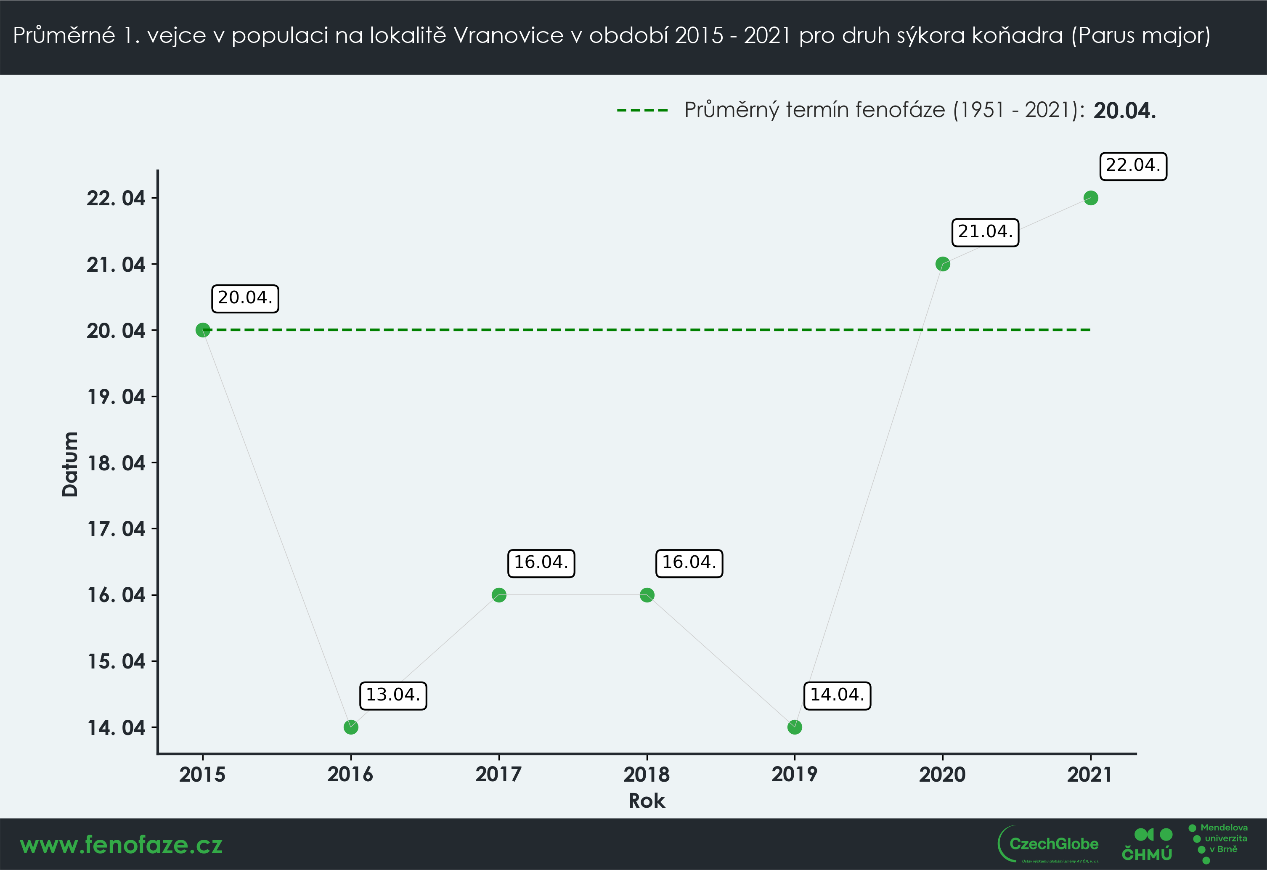 Průměrné 1. vejce v populaci na lokalitě Vranovice v období 2015 - 2021 pro druh sýkora koňadra (Parus major)
Průměrný termín fenofáze (1951 - 2021): 20.04.
22.04.
22. 04
21.04.
21. 04
20.04.
20. 04
19. 04
18. 04
Datum
17. 04
16.04.
16.04.
16. 04
15. 04
13.04.
14.04.
14. 04
2015
2016
2017
2018
2019
2020
2021
Rok
www.fenofaze.cz
CzechGlobe
ČHMÚ
Mendelova
univerzita
v Brně